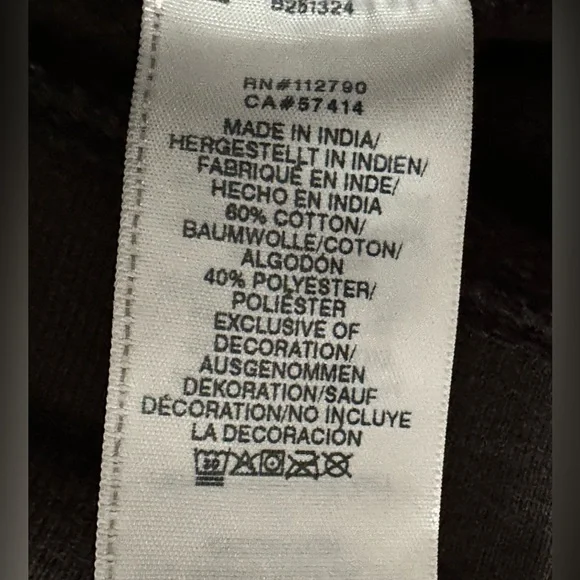 B251324
RN#112790
CA#57414
MADE IN INDIA/
HERGESTELLT IN INDIEN/
FABRIQUÉ EN INDE/
HECHO EN INDIA
60% COTTON/
BAUMWOLLE/COTON/
ALGODÓN
40% POLYESTER/
POLIÉSTER
EXCLUSIVE OF
DECORATION/
AUSGENOMMEN
DEKORATION/SAUF
DÉCORATION/NO INCLUYE
LA DECORACIÓN
30